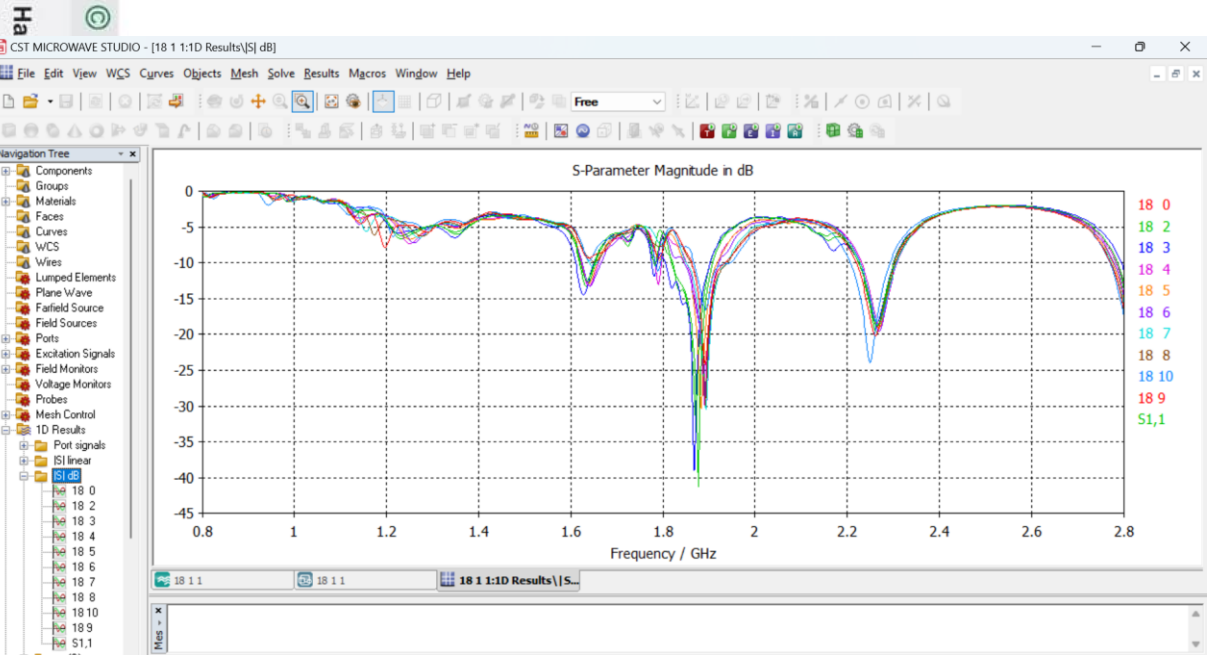 Ha
©
CST MICROWAVE STUDIO - [18 1 1:1D Results\|S| dB]
File Edit View WCS Curves Objects Mesh Solve Results Macros Window Help
Free
Navigation Tree
Components
Groups
Materials
Faces
Curves
WCS
Wires
Lumped Elements
Plane Wave
Farfield Source
Field Sources
Ports
Excitation Signals
Field Monitors
Voltage Monitors
Probes
Mesh Control
1D Results
Port signals
|S| linear
|S| dB
18 0
18 2
18 3
18 4
18 5
18 6
18 7
18 8
18 10
18 9
S1,1
S-Parameter Magnitude in dB
0
-5
-10
-15
-20
-25
-30
-35
-40
-45
0.8 1 1.2 1.4 1.6 1.8 2 2.2 2.4 2.6 2.8
Frequency / GHz
18 0
18 2
18 3
18 4
18 5
18 6
18 7
18 8
18 10
18 9
S1,1
18 1 1
18 1 1
18 1 1:1D Results\|S...
Mes